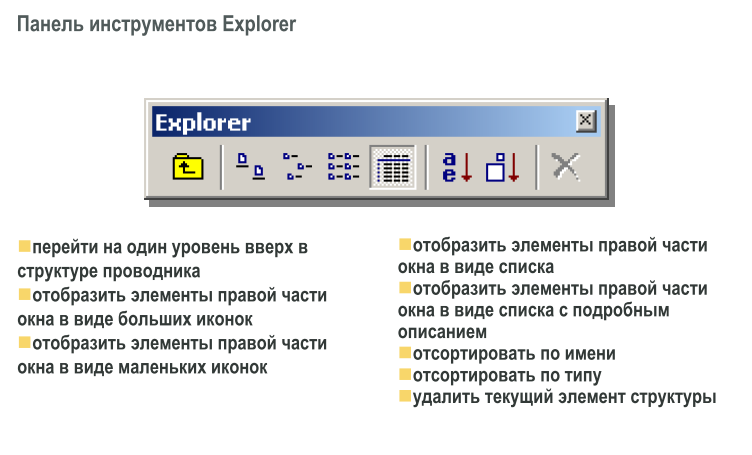 Панель инструментов Explorer
Explorer
a
e
перейти на один уровень вверх в
структуре проводника
отобразить элементы правой части
окна в виде больших иконок
отобразить элементы правой части
окна в виде маленьких иконок
отобразить элементы правой части
окна в виде списка
отобразить элементы правой части
окна в виде списка с подробным
описанием
отсортировать по имени
отсортировать по типу
удалить текущий элемент структуры